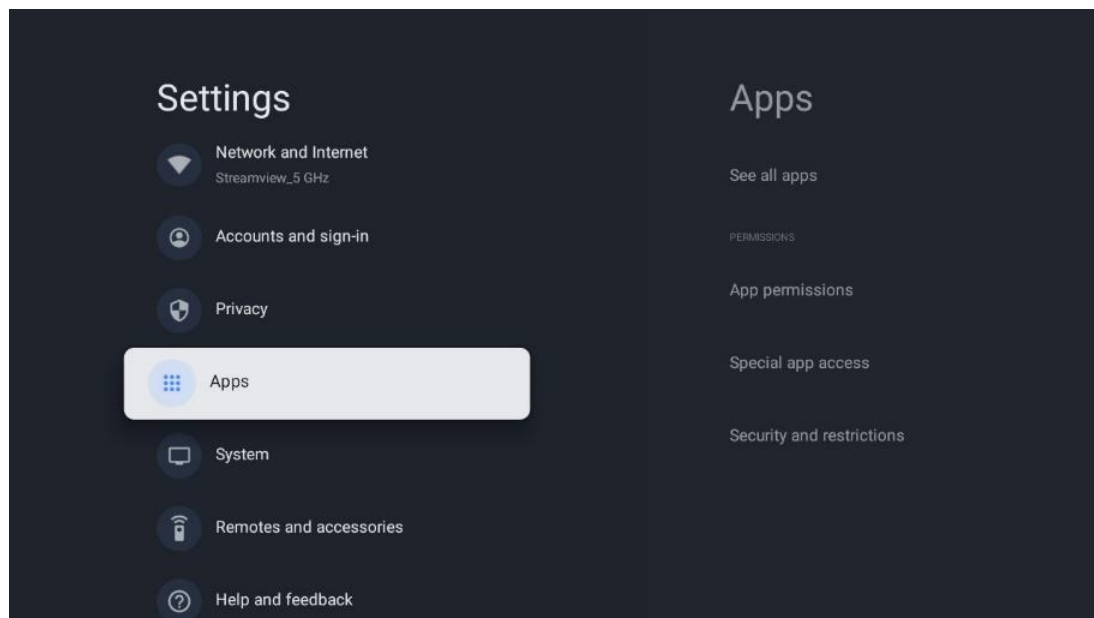 Settings
Network and Internet
Streamview_5 GHz
Accounts and sign-in
Privacy
Apps
System
Remotes and accessories
Help and feedback
Apps
See all apps
PERMISSIONS
App permissions
Special app access
Security and restrictions